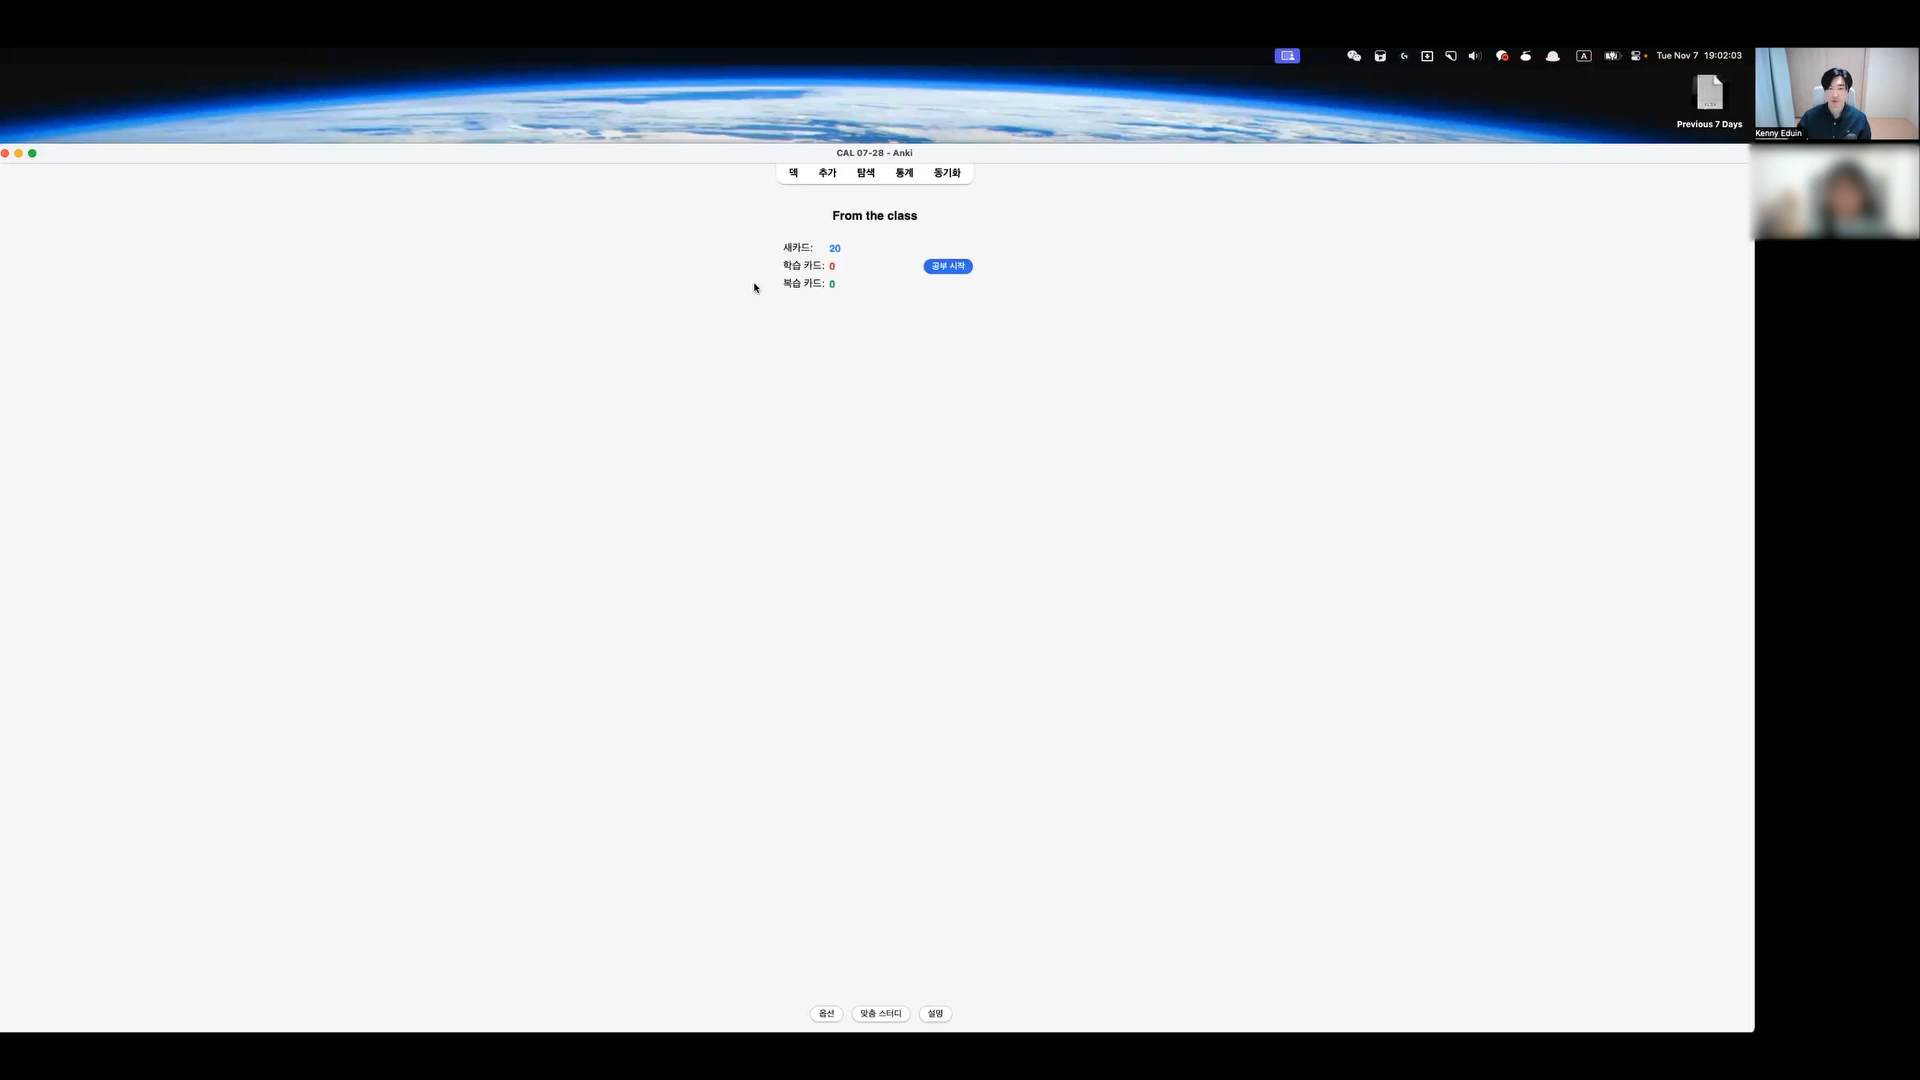 A
Tue Nov 7 19:02:03
XLSX
Previous 7 Days
Kenny Eduin
CAL 07-28 - Anki
덱 추가 탐색 통계 동기화
From the class
새카드: 20
학습 카드: 0
공부 시작
복습 카드: 0
옵션 맞춤 스터디 설명